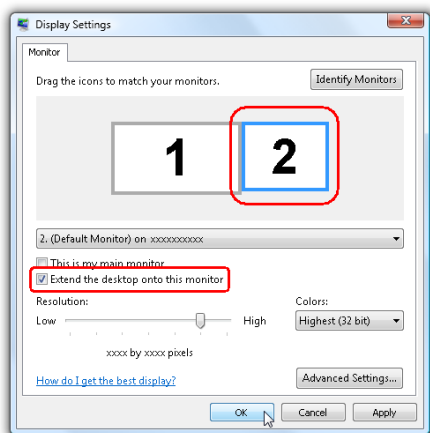 Display Settings
Monitor
Drag the icons to match your monitors.
Identify Monitors
1
2
2. (Default Monitor) on xxxxxxxxxx
This is my main monitor
Extend the desktop onto this monitor
Resolution:
Colors:
Low
High
Highest (32 bit)
xxxx by xxxx pixels
How do I get the best display?
Advanced Settings...
OK
Cancel
Apply